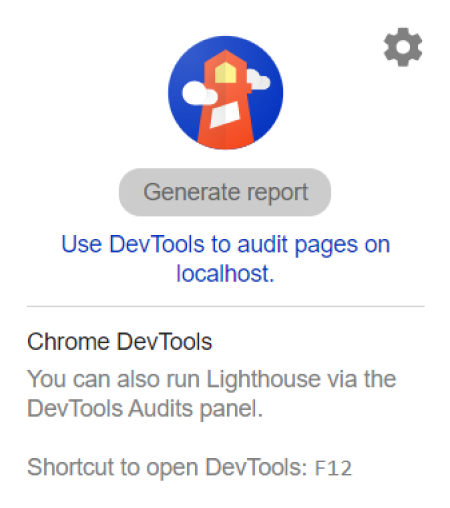 Generate report
Use DevTools to audit pages on
localhost.
Chrome DevTools
You can also run Lighthouse via the
DevTools Audits panel.
Shortcut to open DevTools: F12